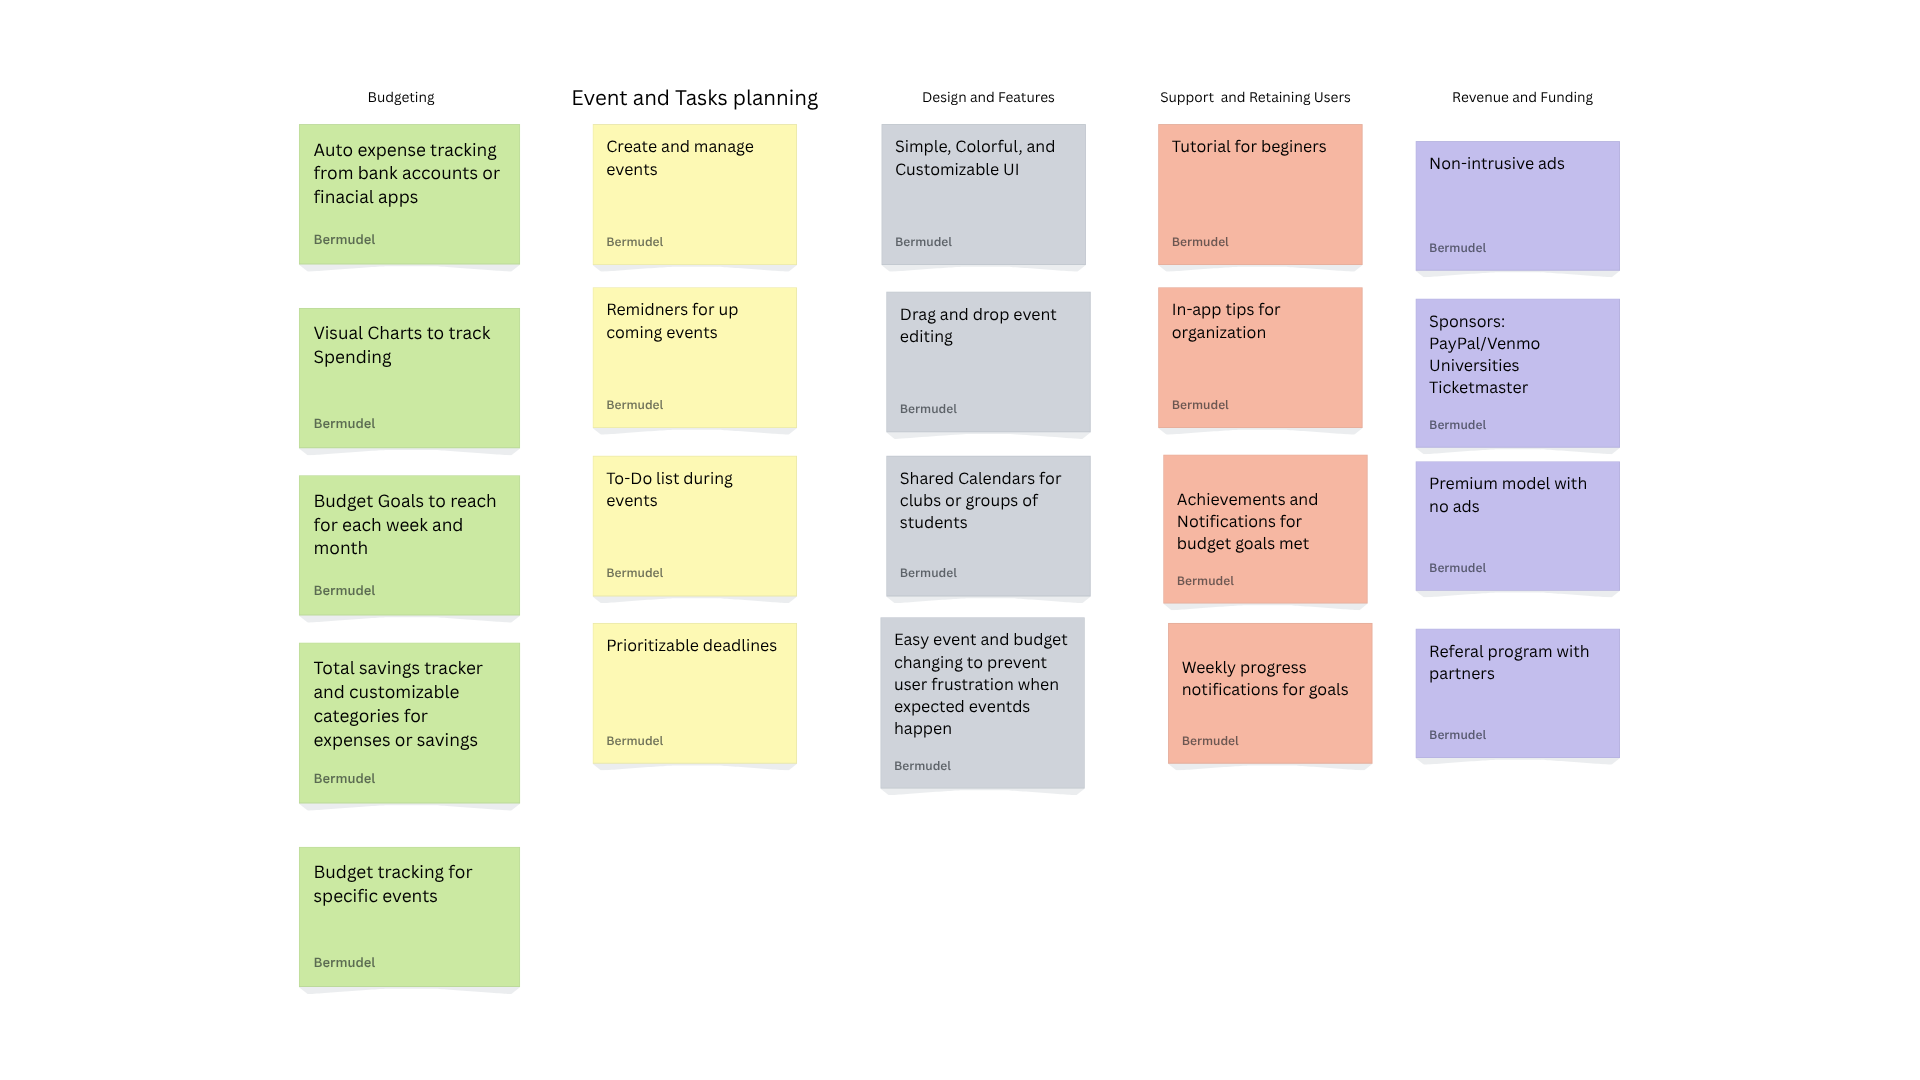 Budgeting
Auto expense tracking
from bank accounts or
finacial apps
Bermudel
Visual Charts to track
Spending
Bermudel
Budget Goals to reach
for each week and
month
Bermudel
Total savings tracker
and customizable
categories for
expenses or savings
Bermudel
Budget tracking for
specific events
Bermudel
Event and Tasks planning
Create and manage
events
Bermudel
Remidners for up
coming events
Bermudel
To-Do list during
events
Bermudel
Prioritizable deadlines
Bermudel
Design and Features
Simple, Colorful, and
Customizable UI
Bermudel
Drag and drop event
editing
Bermudel
Shared Calendars for
clubs or groups of
students
Bermudel
Easy event and budget
changing to prevent
user frustration when
expected eventds
happen
Bermudel
Support  and Retaining Users
Tutorial for beginers
Bermudel
In-app tips for
organization
Bermudel
Achievements and
Notifications for
budget goals met
Bermudel
Weekly progress
notifications for goals
Bermudel
Revenue and Funding
Non-intrusive ads
Bermudel
Sponsors:
PayPal/Venmo
Universities
Ticketmaster
Bermudel
Premium model with
no ads
Bermudel
Referal program with
partners
Bermudel